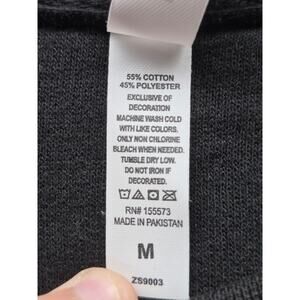 55% COTTON
45% POLYESTER
EXCLUSIVE OF
DECORATION
MACHINE WASH COLD
WITH LIKE COLORS.
ONLY NON CHLORINE
BLEACH WHEN NEEDED.
TUMBLE DRY LOW.
DO NOT IRON IF
DECORATED.
RN# 155573
MADE IN PAKISTAN
M
ZS9003